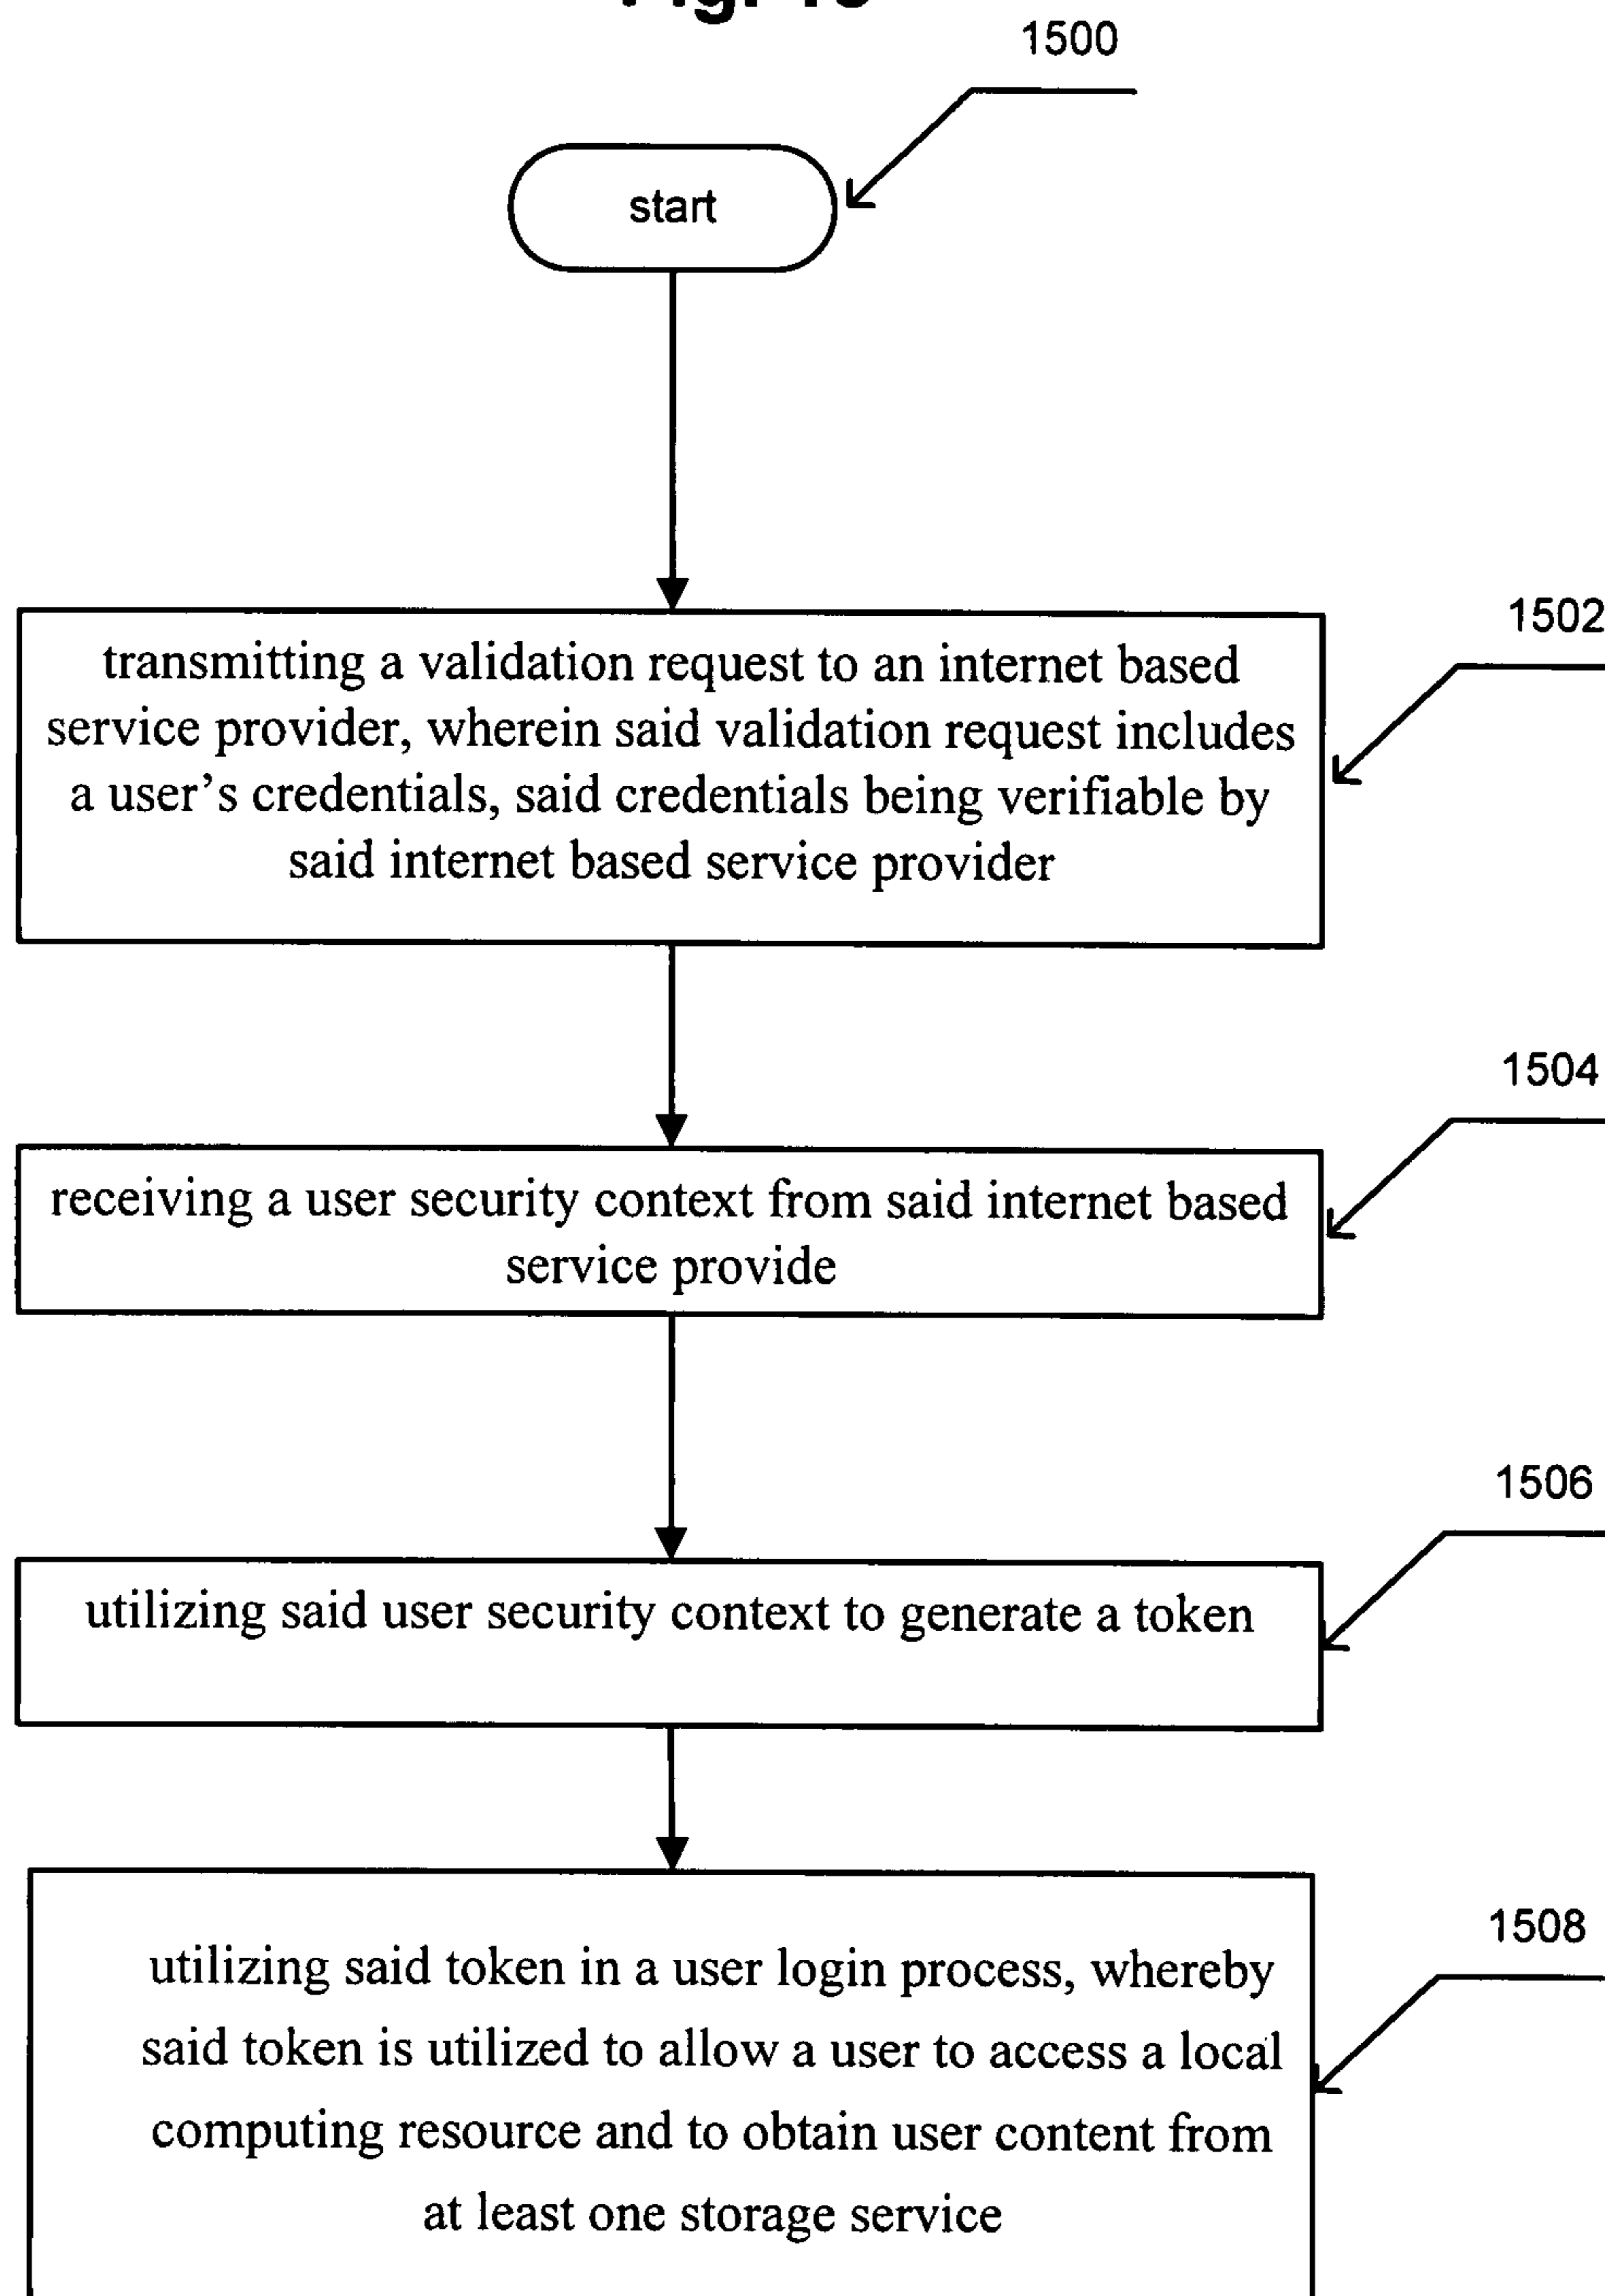 1500
start
1502
transmitting a validation request to an internet based
service provider, wherein said validation request includes
a user’s credentials, said credentials being verifiable by
said internet based service provider
1504
receiving a user security context from said internet based
service provide
1506
utilizing said user security context to generate a token
1508
utilizing said token in a user login process, whereby
said token is utilized to allow a user to access a local
computing resource and to obtain user content from
at least one storage service